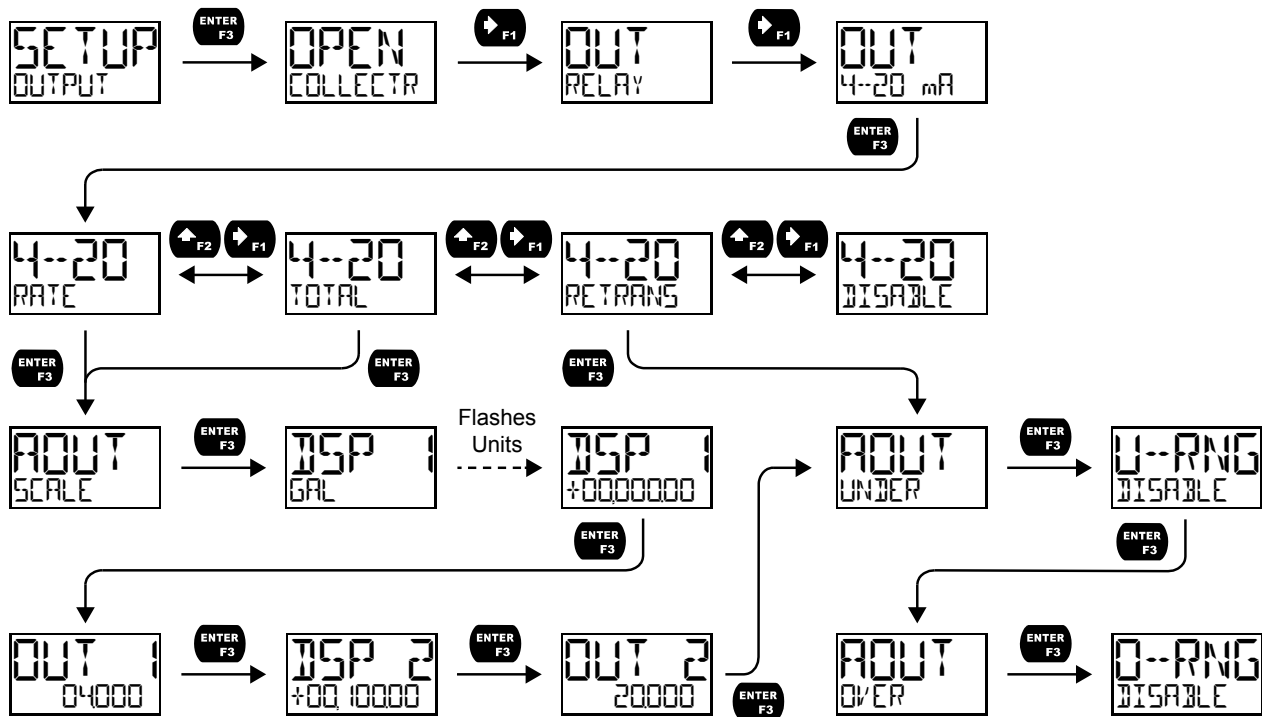 SETUP
OUTPUT
ENTER
F3
OPEN
COLLECTR
F1
OUT
RELAY
F1
OUT
4--20 mA
ENTER
F3
4--20
RATE
F2
F1
4--20
TOTAL
F2
F1
4--20
RETRANS
F2
F1
4--20
DISABLE
ENTER
F3
ENTER
F3
ENTER
F3
AOUT
SCALE
ENTER
F3
DSP 1
GAL
Flashes
Units
DSP 1
+00,000.00
AOUT
UNDER
ENTER
F3
U--RNG
DISABLE
ENTER
F3
ENTER
F3
OUT 1
04.000
ENTER
F3
DSP 2
+00,100.00
ENTER
F3
OUT 2
20.000
ENTER
F3
AOUT
OVER
ENTER
F3
O--RNG
DISABLE